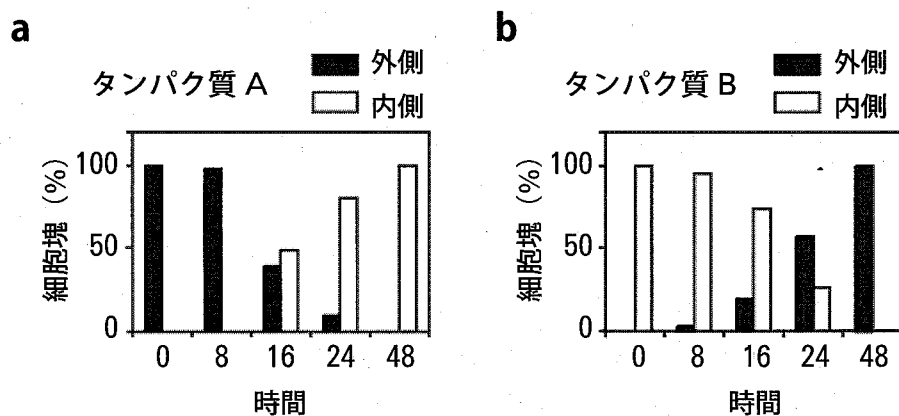 a
タンパク質 A
外側
内側
細胞塊（%）
100
50
0
0 8 16 24 48
時間
b
タンパク質 B
外側
内側
細胞塊（%）
100
50
0
0 8 16 24 48
時間